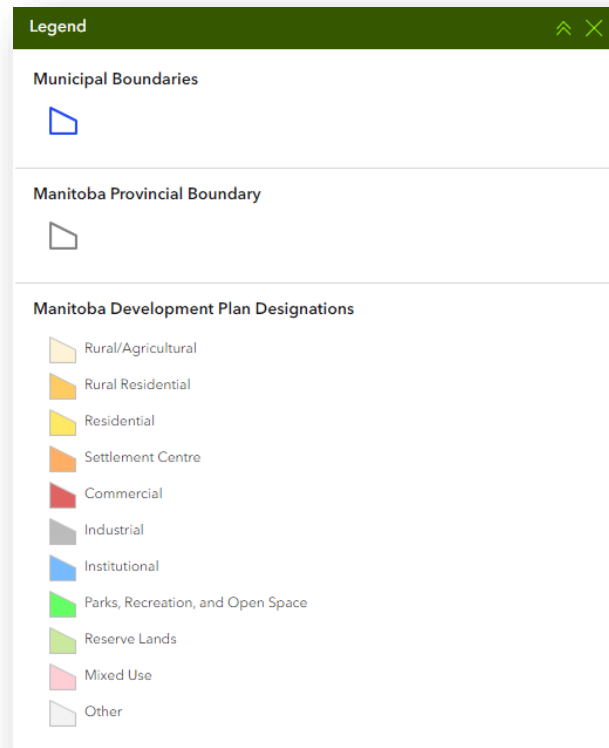 Legend
Municipal Boundaries
Manitoba Provincial Boundary
Manitoba Development Plan Designations
Rural/Agricultural
Rural Residential
Residential
Settlement Centre
Commercial
Industrial
Institutional
Parks, Recreation, and Open Space
Reserve Lands
Mixed Use
Other